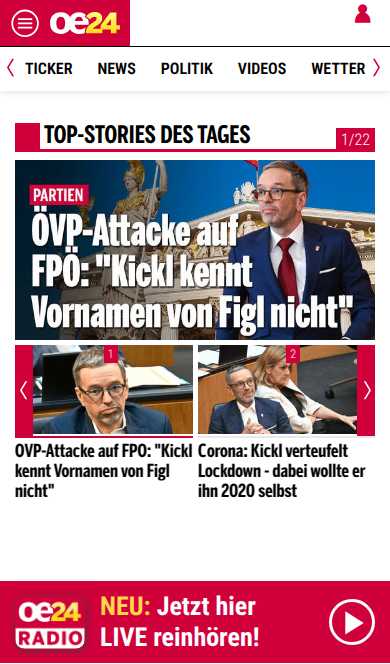 oe24
TICKER NEWS POLITIK VIDEOS WETTER
TOP-STORIES DES TAGES
1/22
PARTIEN
ÖVP-Attacke auf
FPÖ: "Kickl kennt
Vornamen von Figl nicht"
1
2
ÖVP-Attacke auf FPÖ: "Kickl
kennt Vornamen von Figl
nicht"
Corona: Kickl verteufelt
Lockdown - dabei wollte er
ihn 2020 selbst
oe24
RADIO
NEU: Jetzt hier
LIVE reinhören!